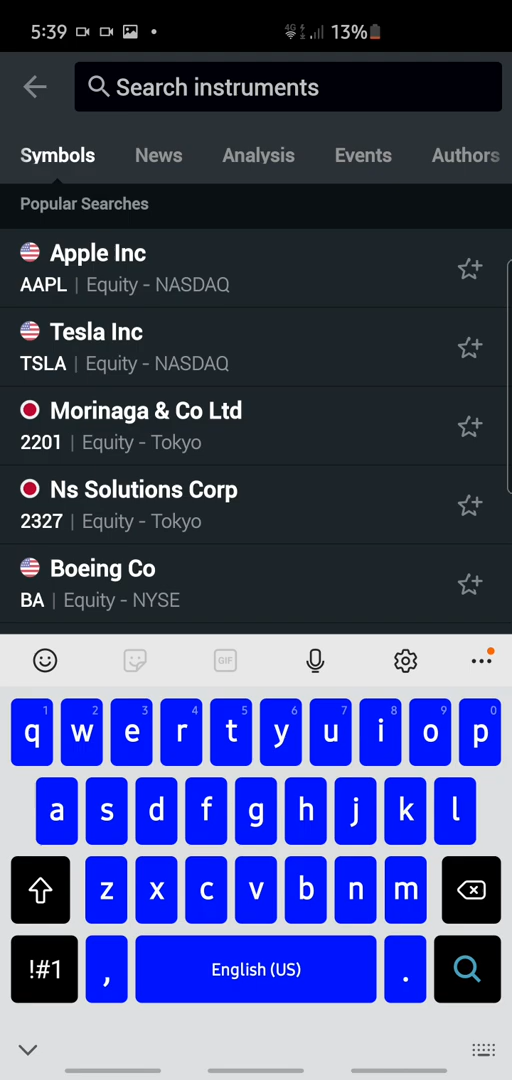 5:39 4G 13%
Search instruments
Symbols News Analysis Events Authors
Popular Searches
Apple Inc
AAPL | Equity - NASDAQ
Tesla Inc
TSLA | Equity - NASDAQ
Morinaga & Co Ltd
2201 | Equity - Tokyo
Ns Solutions Corp
2327 | Equity - Tokyo
Boeing Co
BA | Equity - NYSE
GIF
1 2 3 4 5 6 7 8 9 0
q w e r t y u i o p
a s d f g h j k l
z x c v b n m
!#1 , English (US) .